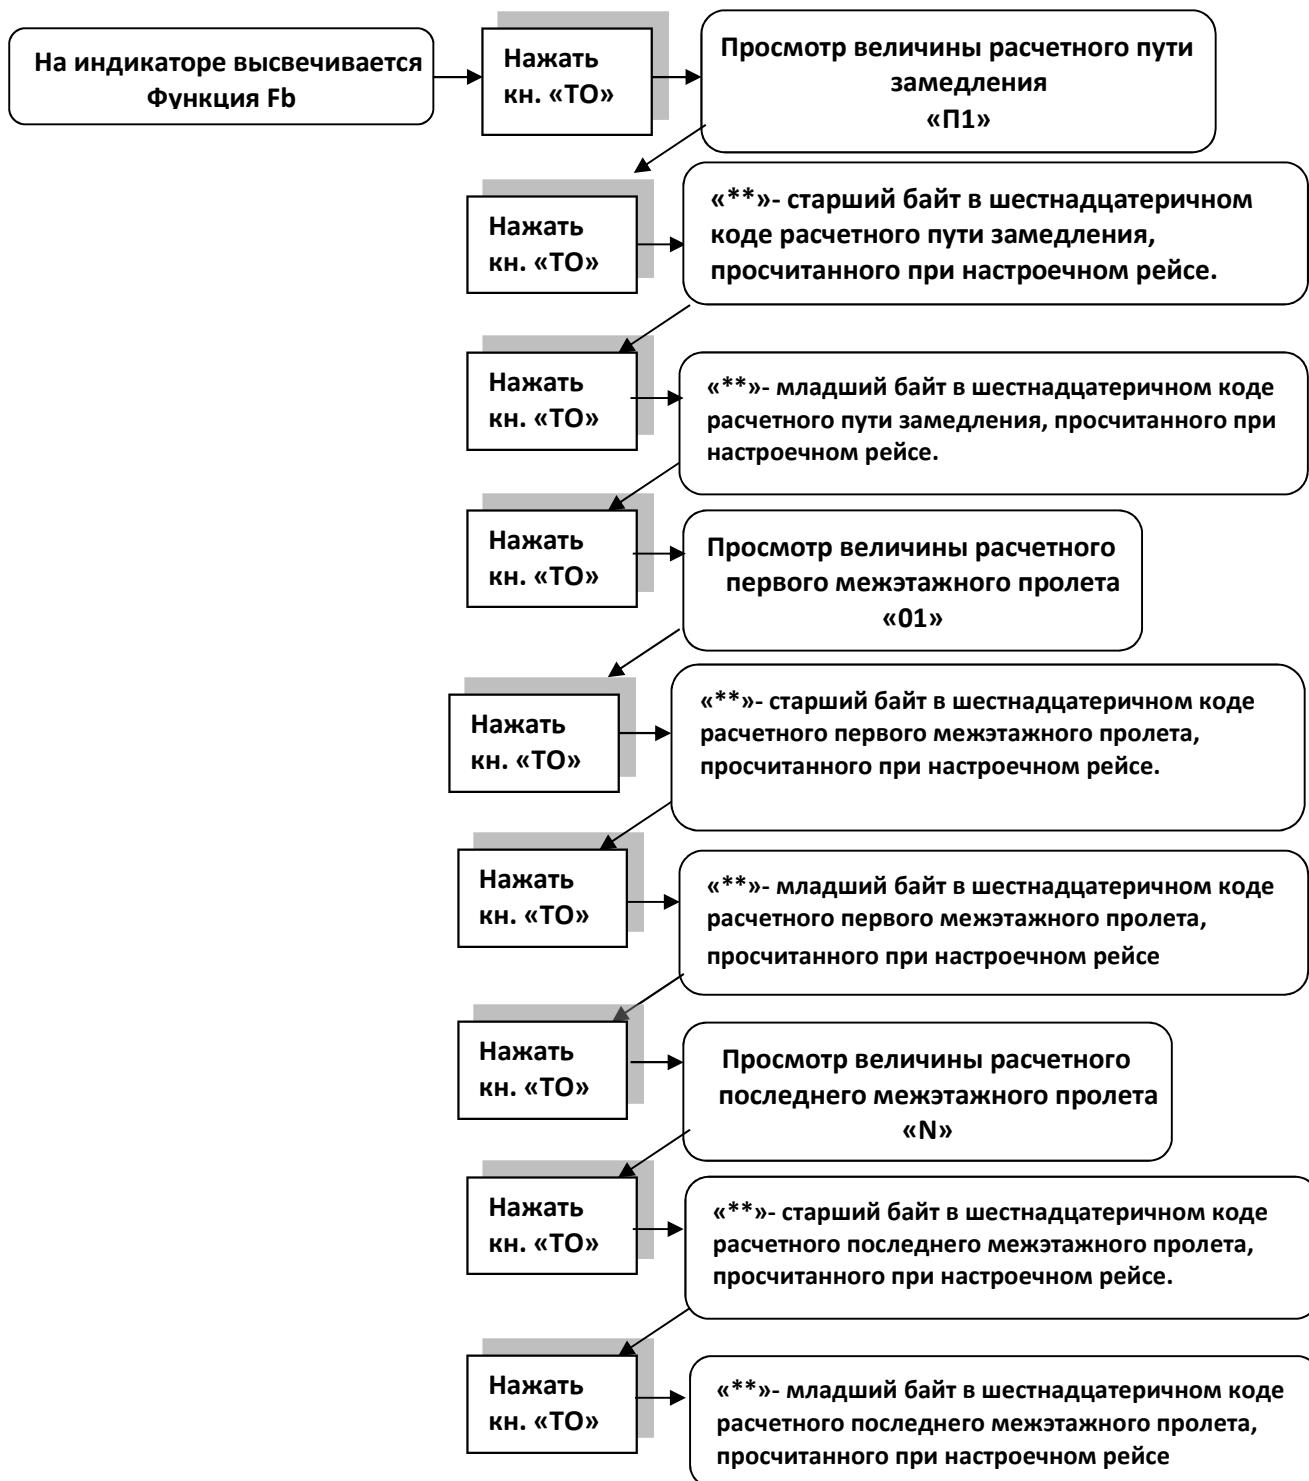 На индикаторе высвечивается
Функция Fb
Нажать
кн. «ТО»
Просмотр величины расчетного пути
замедления
«П1»
Нажать
кн. «ТО»
«**»- старший байт в шестнадцатеричном
коде расчетного пути замедления,
просчитанного при настроечном рейсе.
Нажать
кн. «ТО»
«**»- младший байт в шестнадцатеричном коде
расчетного пути замедления, просчитанного при
настроечном рейсе.
Нажать
кн. «ТО»
Просмотр величины расчетного
первого межэтажного пролета
«01»
Нажать
кн. «ТО»
«**»- старший байт в шестнадцатеричном коде
расчетного первого межэтажного пролета,
просчитанного при настроечном рейсе.
Нажать
кн. «ТО»
«**»- младший байт в шестнадцатеричном коде
расчетного первого межэтажного пролета,
просчитанного при настроечном рейсе
Нажать
кн. «ТО»
Просмотр величины расчетного
последнего межэтажного пролета
«N»
Нажать
кн. «ТО»
«**»- старший байт в шестнадцатеричном коде
расчетного последнего межэтажного пролета,
просчитанного при настроечном рейсе.
Нажать
кн. «ТО»
«**»- младший байт в шестнадцатеричном коде
расчетного последнего межэтажного пролета,
просчитанного при настроечном рейсе